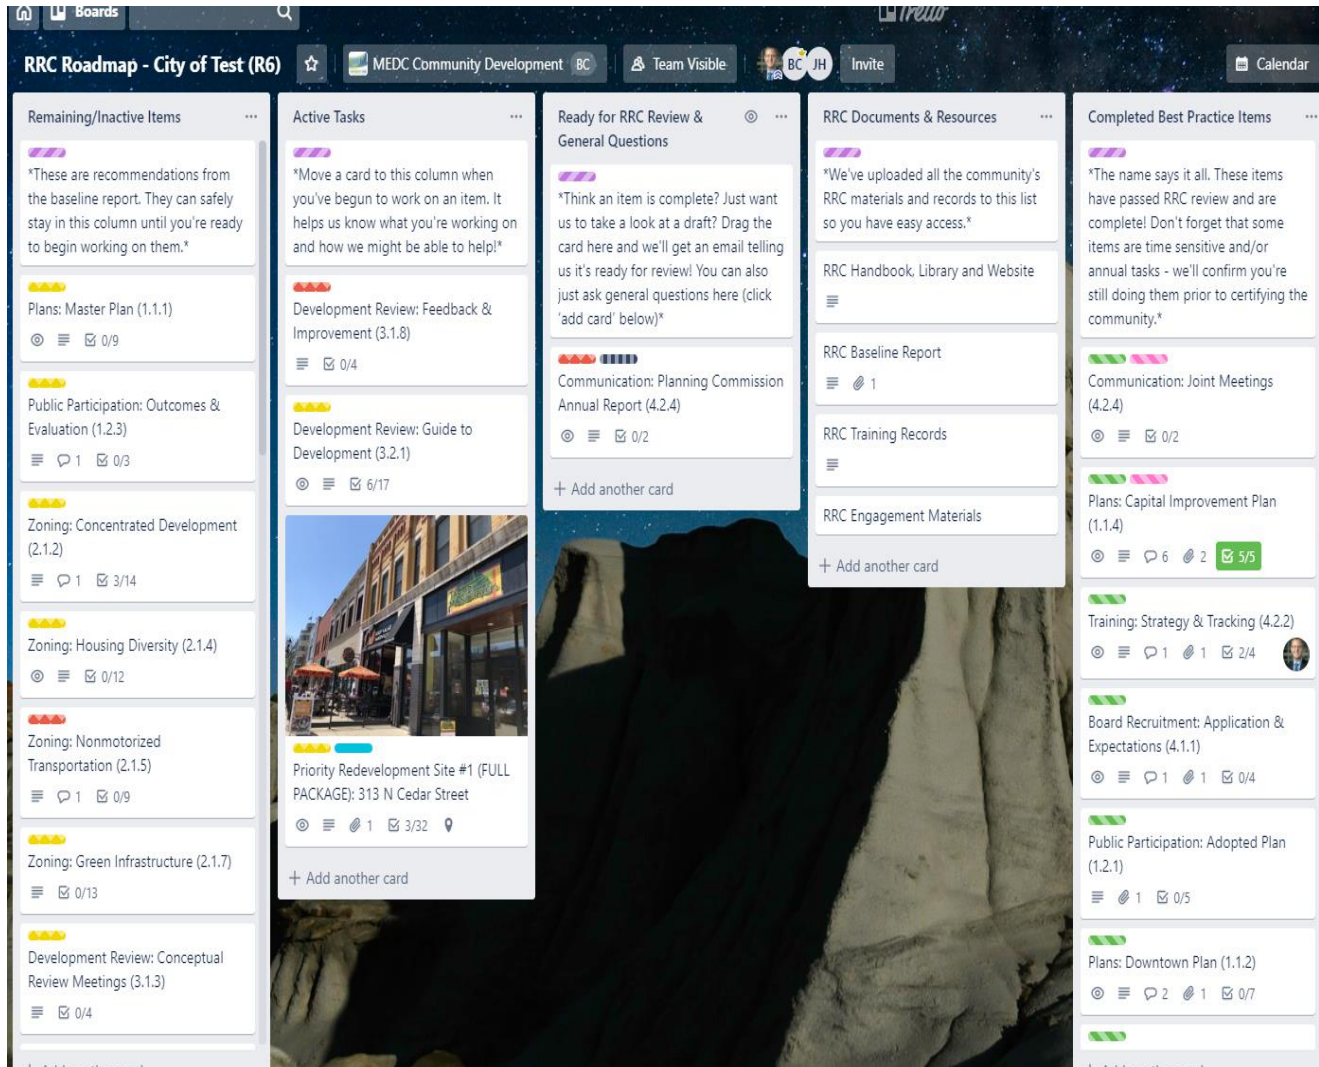 Boards
Trello
RRC Roadmap - City of Test (R6)
MEDC Community Development BC
Team Visible
BC
JH
Invite
Calendar
Remaining/Inactive Items
*These are recommendations from
the baseline report. They can safely
stay in this column until you're ready
to begin working on them.*
Plans: Master Plan (1.1.1)
0/9
Public Participation: Outcomes &
Evaluation (1.2.3)
1 0/3
Zoning: Concentrated Development
(2.1.2)
1 3/14
Zoning: Housing Diversity (2.1.4)
0/12
Zoning: Nonmotorized
Transportation (2.1.5)
1 0/9
Zoning: Green Infrastructure (2.1.7)
0/13
Development Review: Conceptual
Review Meetings (3.1.3)
0/4
Active Tasks
*Move a card to this column when
you've begun to work on an item. It
helps us know what you're working on
and how we might be able to help!*
Development Review: Feedback &
Improvement (3.1.8)
0/4
Development Review: Guide to
Development (3.2.1)
6/17
Priority Redevelopment Site #1 (FULL
PACKAGE): 313 N Cedar Street
1 3/32
+ Add another card
Ready for RRC Review &
General Questions
*Think an item is complete? Just want
us to take a look at a draft? Drag the
card here and we'll get an email telling
us it's ready for review! You can also
just ask general questions here (click
'add card' below)*
Communication: Planning Commission
Annual Report (4.2.4)
0/2
+ Add another card
RRC Documents & Resources
*We've uploaded all the community's
RRC materials and records to this list
so you have easy access.*
RRC Handbook, Library and Website
RRC Baseline Report
1
RRC Training Records
RRC Engagement Materials
+ Add another card
Completed Best Practice Items
*The name says it all. These items
have passed RRC review and are
complete! Don't forget that some
items are time sensitive and/or
annual tasks - we'll confirm you're
still doing them prior to certifying the
community.*
Communication: Joint Meetings
(4.2.4)
0/2
Plans: Capital Improvement Plan
(1.1.4)
6 2 5/5
Training: Strategy & Tracking (4.2.2)
1 1 2/4
Board Recruitment: Application &
Expectations (4.1.1)
1 1 0/4
Public Participation: Adopted Plan
(1.2.1)
1 0/5
Plans: Downtown Plan (1.1.2)
2 1 0/7